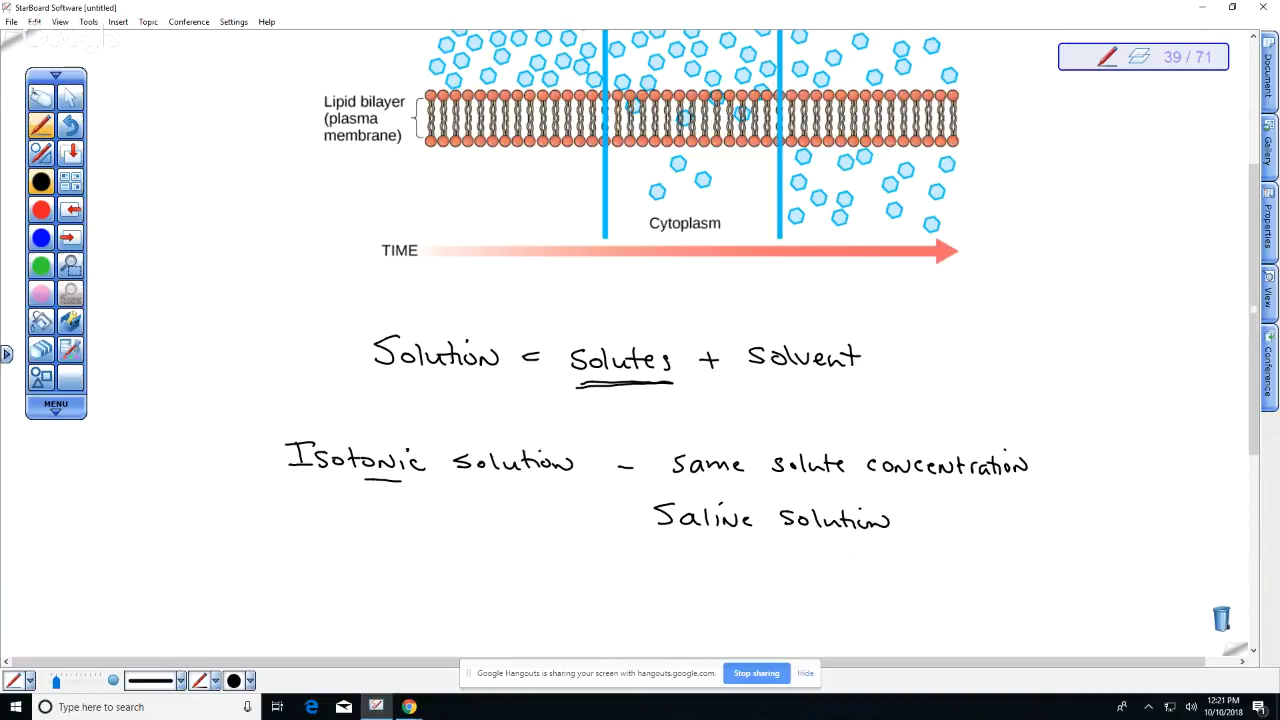 StarBoard Software [untitled]
File Edit View Tools Insert Topic Conference Settings Help
39 / 71
Lipid bilayer
(plasma
membrane)
Cytoplasm
TIME
Solution = solutes + solvent
Isotonic solution - same solute concentration
Saline solution
MENU
Document
Gallery
Properties
View
Conference
Google Hangouts is sharing your screen with hangouts.google.com. Stop sharing Hide
Type here to search
12:21 PM
10/10/2018